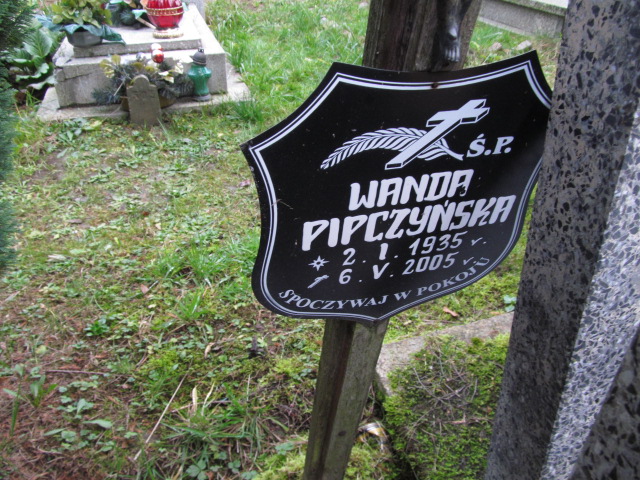 Ś.P.
WANDA
PIPCZYŃSKA
* 2. I. 1935 r.
† 6. V. 2005 r.
SPOCZYWAJ W POKOJU